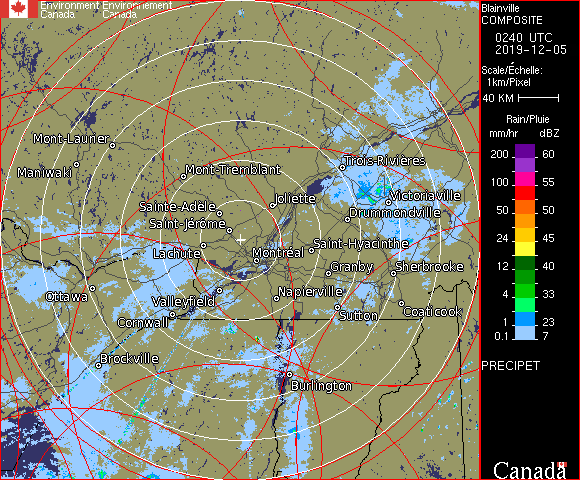 Environment Environnement
Canada Canada
Blainville
COMPOSITE
0240 UTC
2019-12-05
Scale/Échelle:
1km/Pixel
40 KM
Rain/Pluie
mm/hr dBZ
200 60
100 55
50 50
24 45
12 40
4 33
1 23
0.1 7
PRECIPET
Canada
Mont-Laurier
Maniwaki
Mont-Tremblant
Trois-Rivières
Sainte-Adele
Joliette
Victoriaville
Saint-Jérôme
Drummondville
Lachute
Montréal
Saint-Hyacinthe
Granby
Sherbrooke
Ottawa
Valleyfield
Napierville
Cornwall
Sutton
Coaticook
Brockville
Burlington